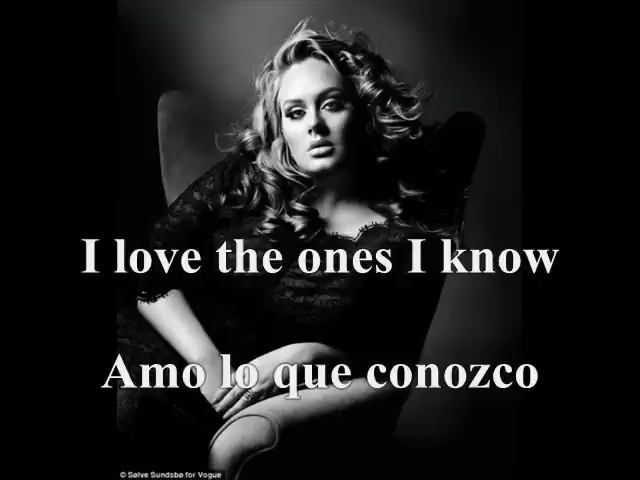 I love the ones I know
Amo lo que conozco
© Sølve Sundsbø for Vogue